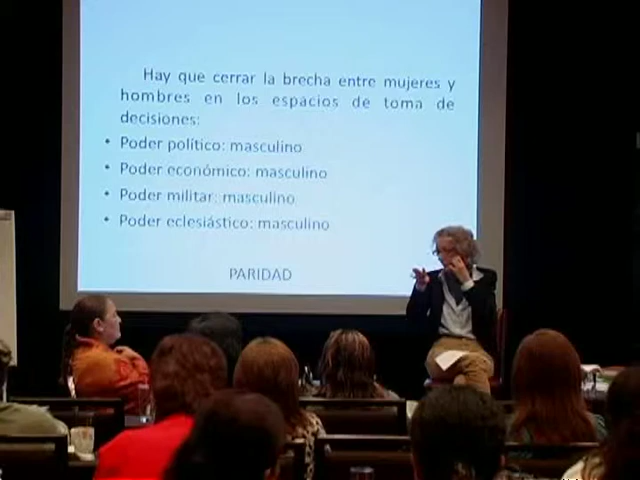 Hay que cerrar la brecha entre mujeres y
hombres en los espacios de toma de
decisiones:
• Poder político: masculino
• Poder económico: masculino
• Poder militar: masculino
• Poder eclesiástico: masculino
PARIDAD